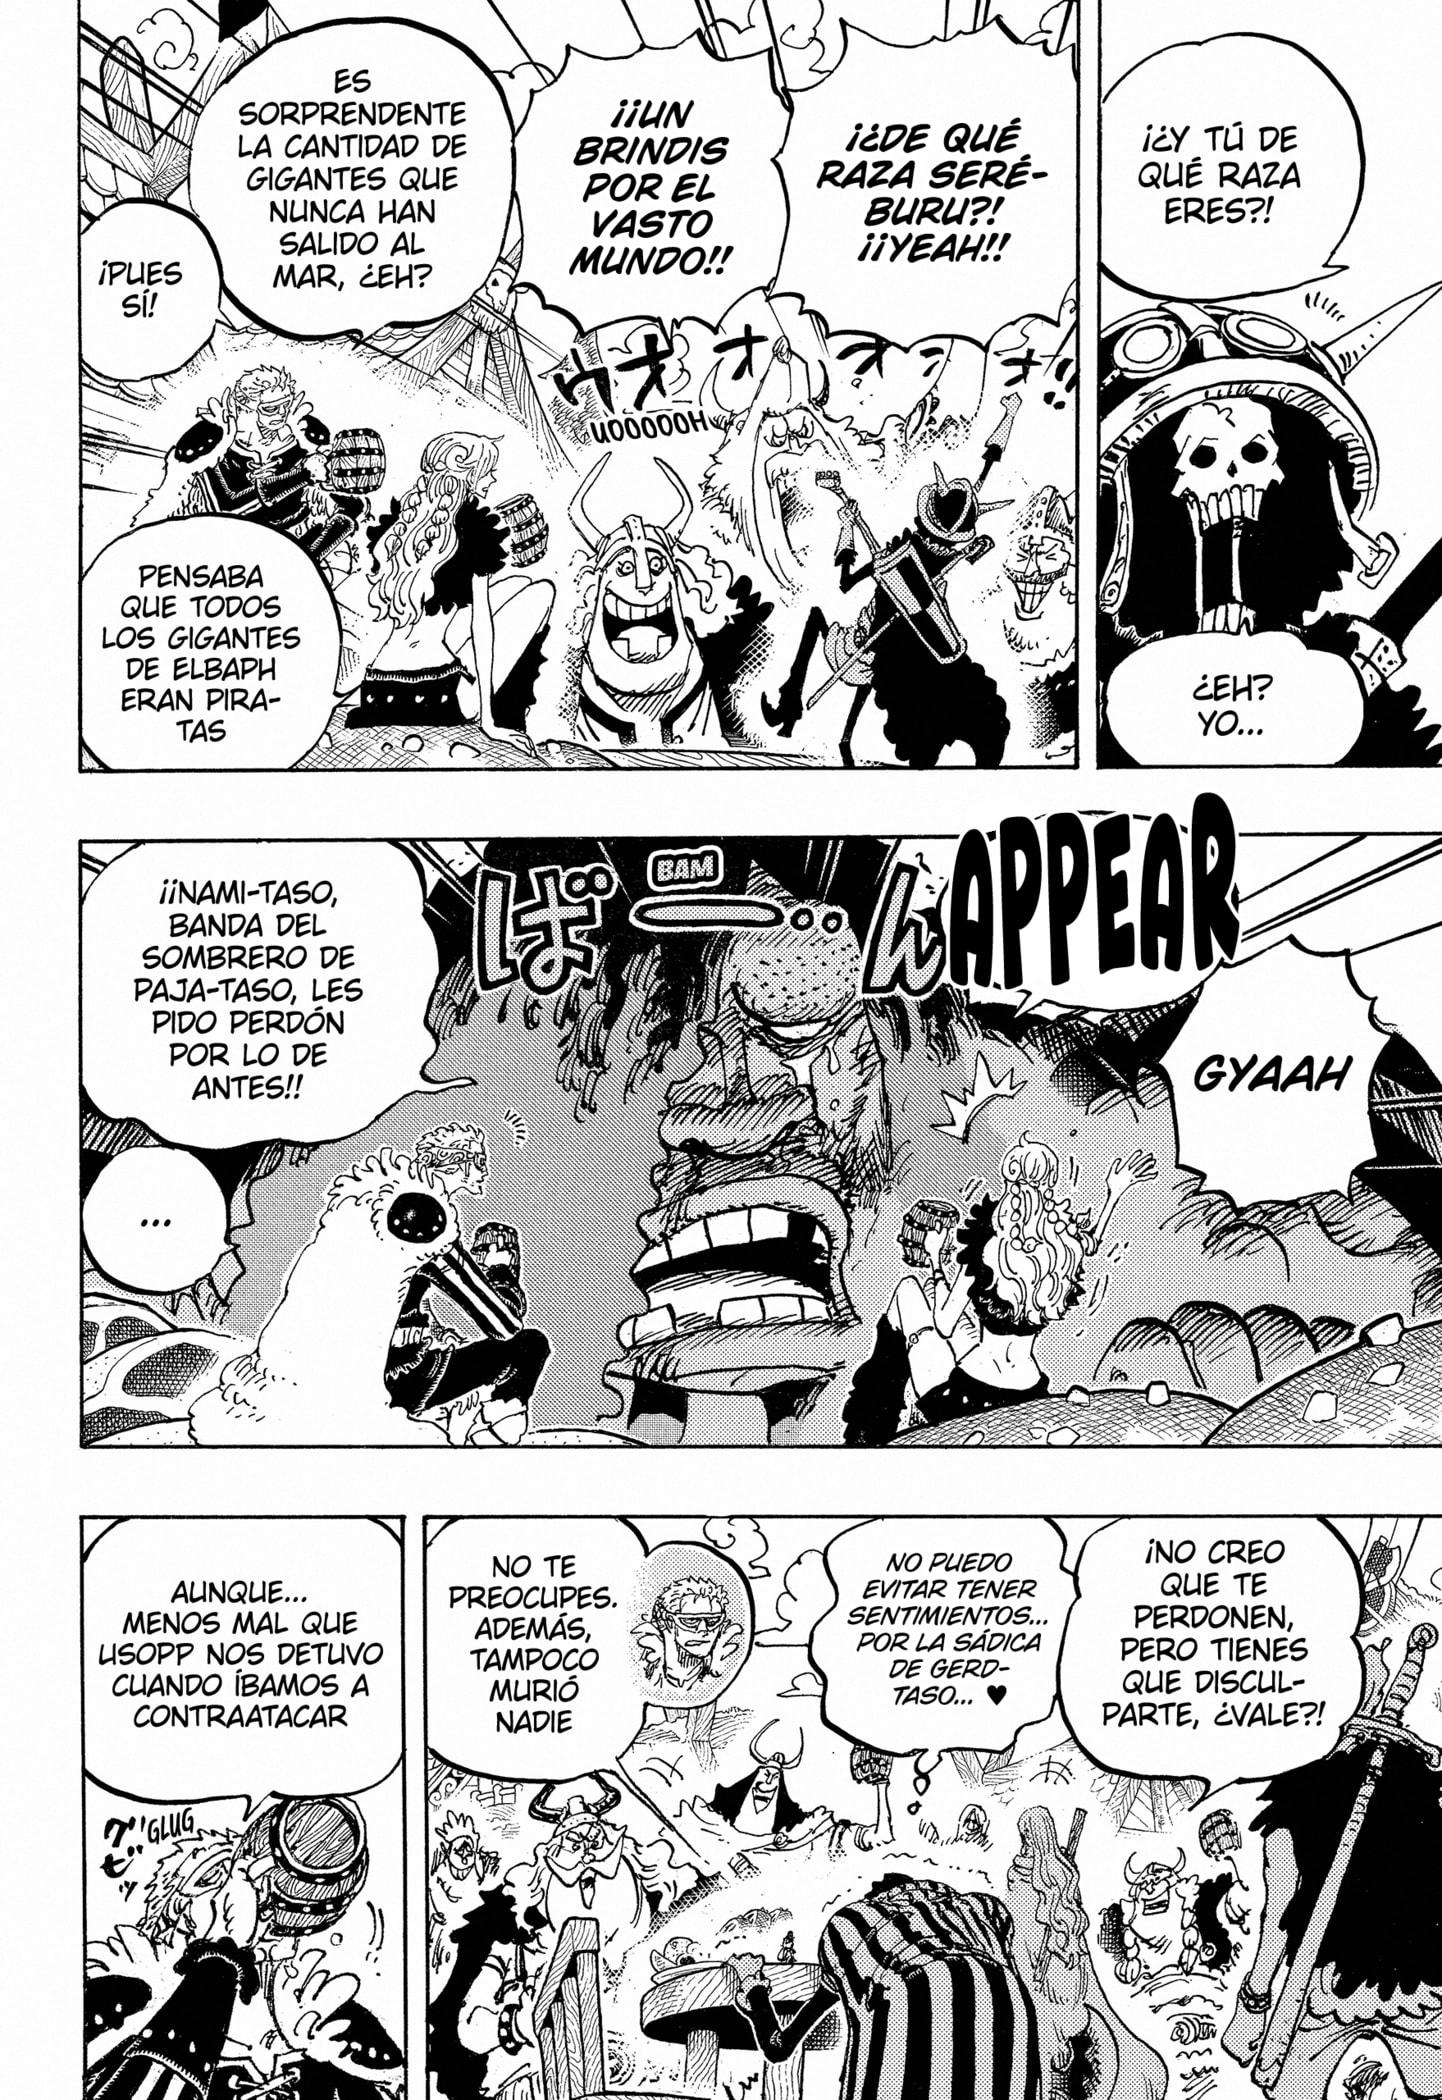 ¡¿Y TÚ DE
QUÉ RAZA
ERES?!
¿EH?
YO...
¡¿DE QUÉ
RAZA SERÉ-
BURU?!
¡¡YEAH!!
¡¡UN
BRINDIS
POR EL
VASTO
MUNDO!!
ウオオオオオ!!
UOOOOOH
ES
SORPRENDENTE
LA CANTIDAD DE
GIGANTES QUE
NUNCA HAN
SALIDO AL
MAR, ¿EH?
¡PUES
SÍ!
PENSABA
QUE TODOS
LOS GIGANTES
DE ELBAPH
ERAN PIRA-
TAS
APPEAR
GYAAH
ばーん
BAM
¡¡NAMI-TASO,
BANDA DEL
SOMBRERO DE
PAJA-TASO, LES
PIDO PERDÓN
POR LO DE
ANTES!!
...
¡NO CREO
QUE TE
PERDONEN,
PERO TIENES
QUE DISCUL-
PARTE, ¿VALE?!
NO PUEDO
EVITAR TENER
SENTIMIENTOS...
POR LA SÁDICA
DE GERD-
TASO... ♥
NO TE
PREOCUPES.
ADEMÁS,
TAMPOCO
MURIÓ
NADIE
AUNQUE...
MENOS MAL QUE
USOPP NOS DETUVO
CUANDO ÍBAMOS A
CONTRAATACAR
グビッ
GLUG